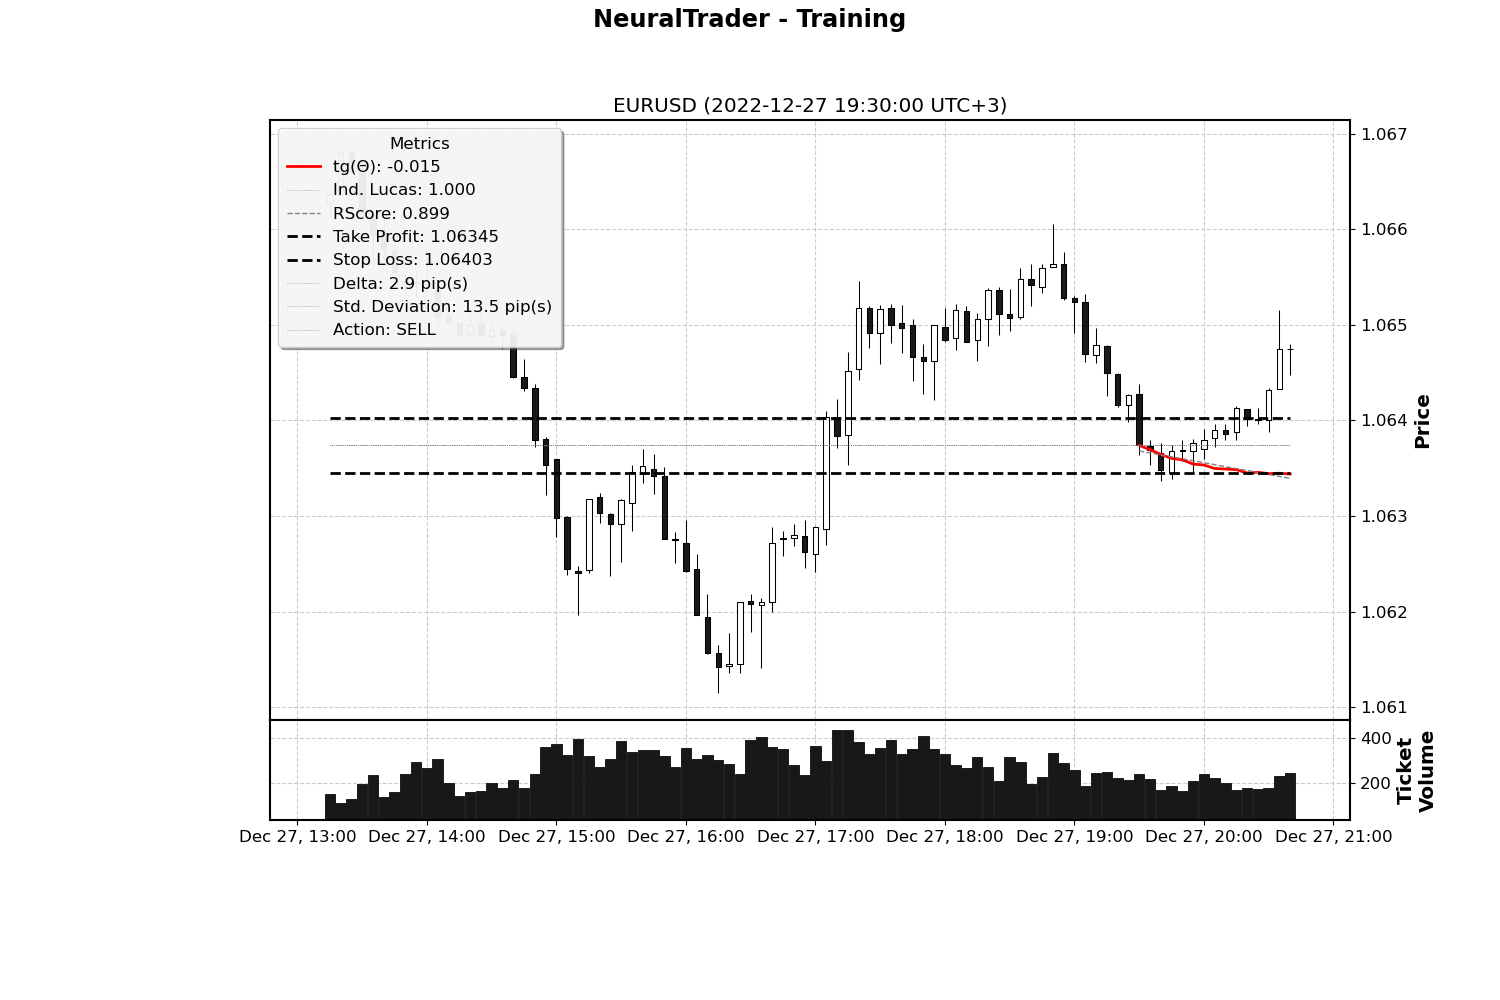 NeuralTrader - Training
EURUSD (2022-12-27 19:30:00 UTC+3)
Metrics
tg(Θ): -0.015
Ind. Lucas: 1.000
RScore: 0.899
Take Profit: 1.06345
Stop Loss: 1.06403
Delta: 2.9 pip(s)
Std. Deviation: 13.5 pip(s)
Action: SELL
1.067
1.066
1.065
1.064
1.063
1.062
1.061
Price
400
200
Ticket
Volume
Dec 27, 13:00
Dec 27, 14:00
Dec 27, 15:00
Dec 27, 16:00
Dec 27, 17:00
Dec 27, 18:00
Dec 27, 19:00
Dec 27, 20:00
Dec 27, 21:00